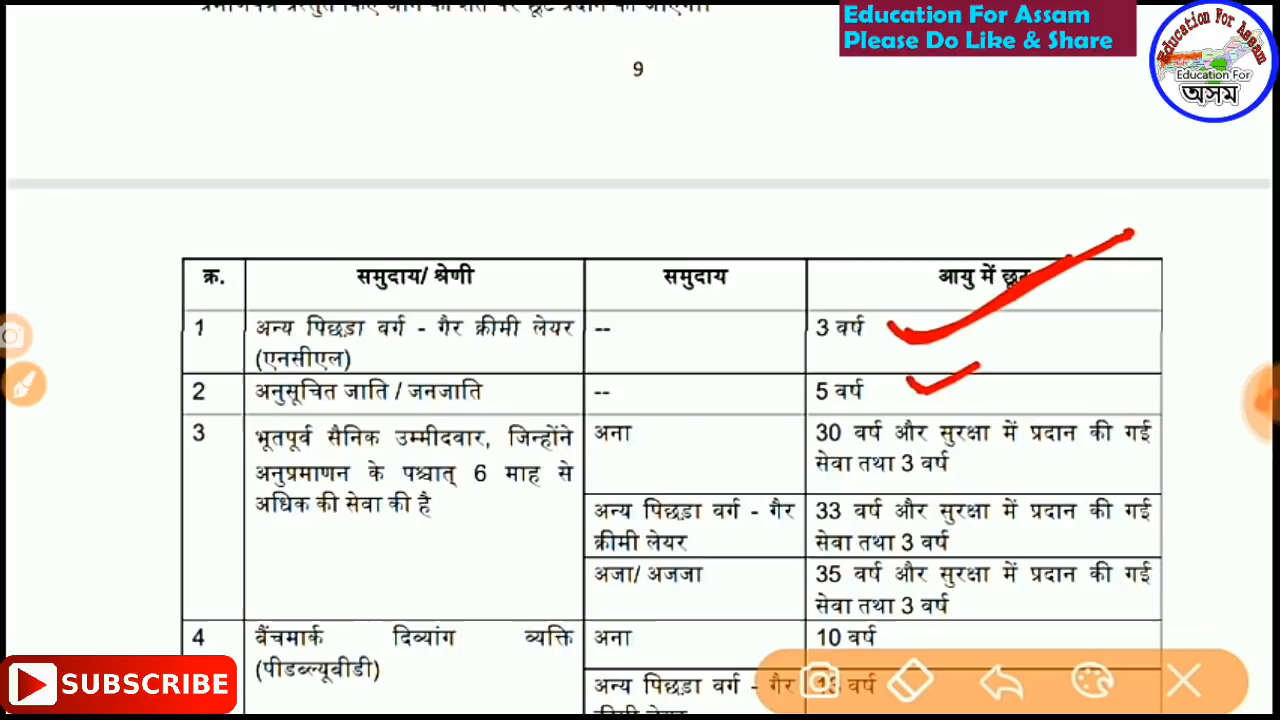 Education For Assam
Please Do Like & Share
Education For Assam
Education For
অসম
9
क्र.
समुदाय/ श्रेणी
समुदाय
आयु में छूट
1
अन्य पिछड़ा वर्ग - गैर क्रीमी लेयर
(एनसीएल)
--
3 वर्ष
2
अनुसूचित जाति / जनजाति
--
5 वर्ष
3
भूतपूर्व सैनिक उम्मीदवार, जिन्होंने
अनुप्रमाणन के पश्चात् 6 माह से
अधिक की सेवा की है
अना
30 वर्ष और सुरक्षा में प्रदान की गई
सेवा तथा 3 वर्ष
अन्य पिछड़ा वर्ग - गैर
क्रीमी लेयर
33 वर्ष और सुरक्षा में प्रदान की गई
सेवा तथा 3 वर्ष
अजा/ अजजा
35 वर्ष और सुरक्षा में प्रदान की गई
सेवा तथा 3 वर्ष
4
बैंचमार्क दिव्यांग व्यक्ति
(पीडब्ल्यूबीडी)
अना
10 वर्ष
अन्य पिछड़ा वर्ग - गैर
वर्ष
SUBSCRIBE